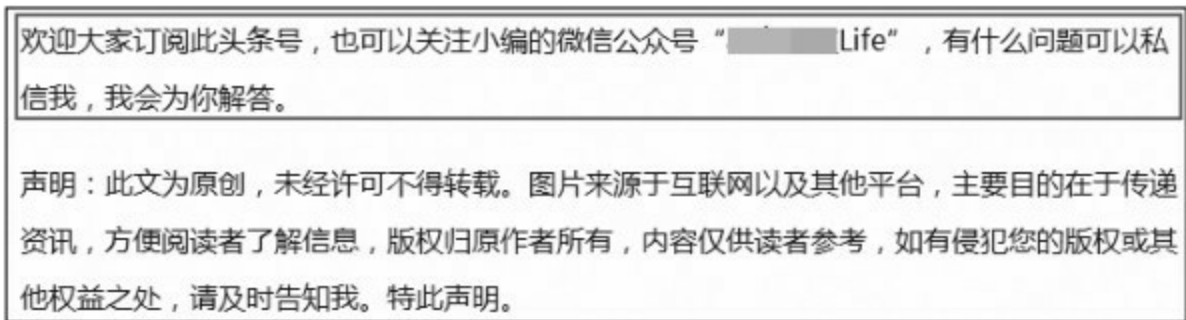 欢迎大家订阅此头条号，也可以关注小编的微信公众号“Life”，有什么问题可以私
信我，我会为你解答。
声明：此文为原创，未经许可不得转载。图片来源于互联网以及其他平台，主要目的在于传递
资讯，方便阅读者了解信息，版权归原作者所有，内容仅供读者参考，如有侵犯您的版权或其
他权益之处，请及时告知我。特此声明。